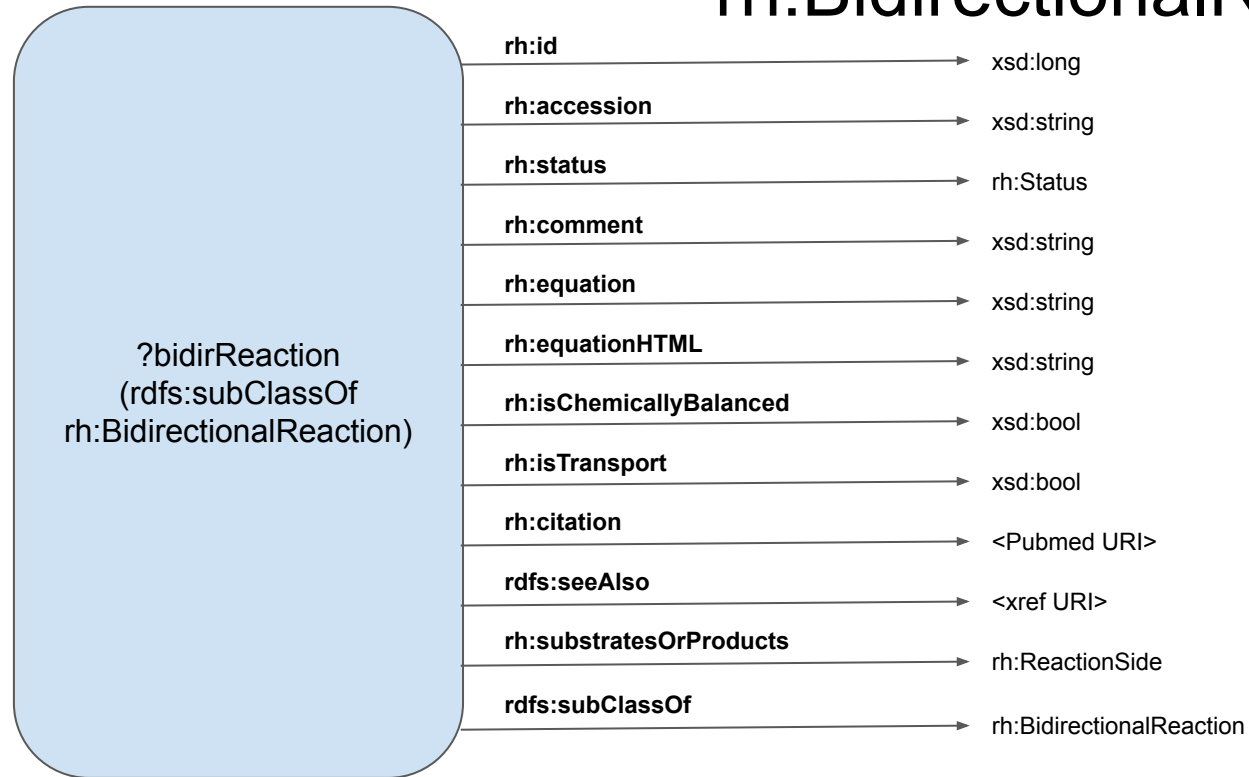 rh:BidirectionalR
rh:id
xsd:long
rh:accession
xsd:string
rh:status
rh:Status
rh:comment
xsd:string
rh:equation
xsd:string
?bidirReaction
(rdfs:subClassOf
rh:BidirectionalReaction)
rh:equationHTML
xsd:string
rh:isChemicallyBalanced
xsd:bool
rh:isTransport
xsd:bool
rh:citation
<Pubmed URI>
rdfs:seeAlso
<xref URI>
rh:substratesOrProducts
rh:ReactionSide
rdfs:subClassOf
rh:BidirectionalReaction